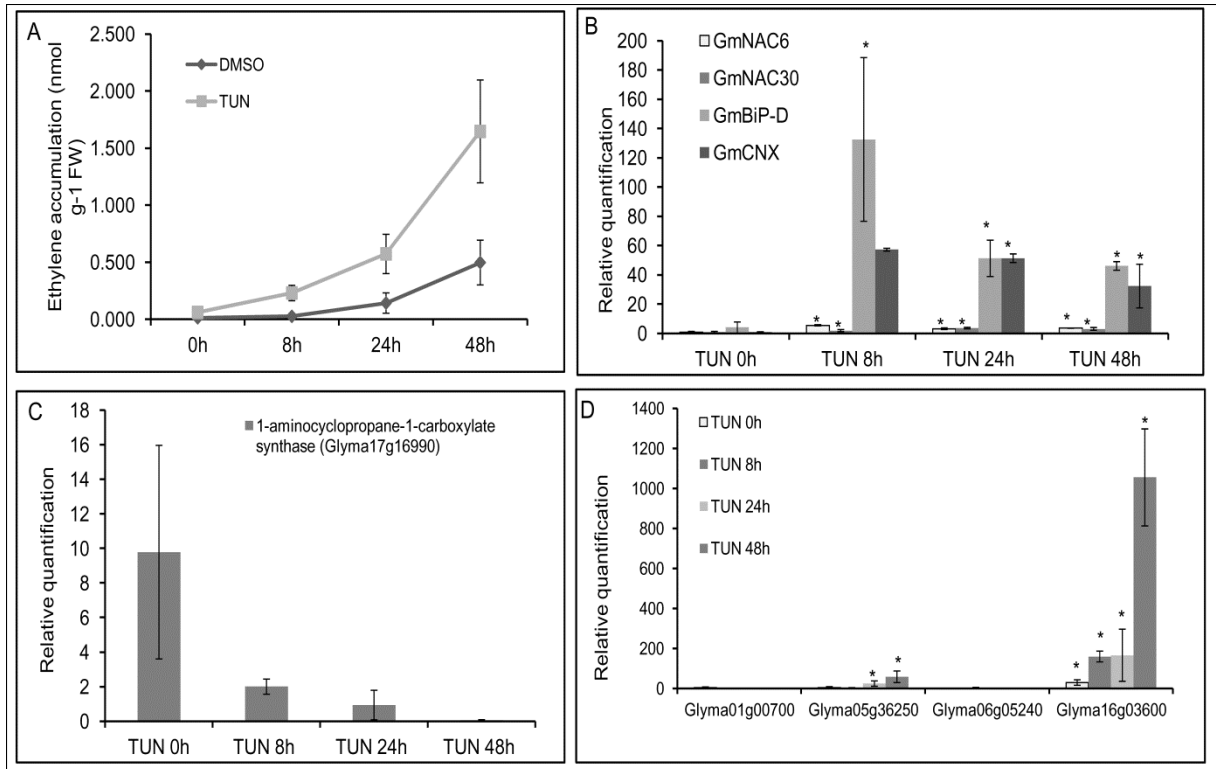 A
2.500
2.000
1.500
1.000
0.500
0.000
Ethylene accumulation (nmol
g-1 FW)
DMSO
TUN
0h 8h 24h 48h
B
200
180
160
140
120
100
80
60
40
20
0
Relative quantification
GmNAC6
GmNAC30
GmBiP-D
GmCNX
*
* * * * * * * * * *
TUN 0h TUN 8h TUN 24h TUN 48h
C
18
16
14
12
10
8
6
4
2
0
Relative quantification
1-aminocyclopropane-1-carboxylate
synthase (Glyma17g16990)
TUN 0h TUN 8h TUN 24h TUN 48h
D
1400
1200
1000
800
600
400
200
0
Relative quantification
TUN 0h
TUN 8h
TUN 24h
TUN 48h
* * * * * *
Glyma01g00700 Glyma05g36250 Glyma06g05240 Glyma16g03600